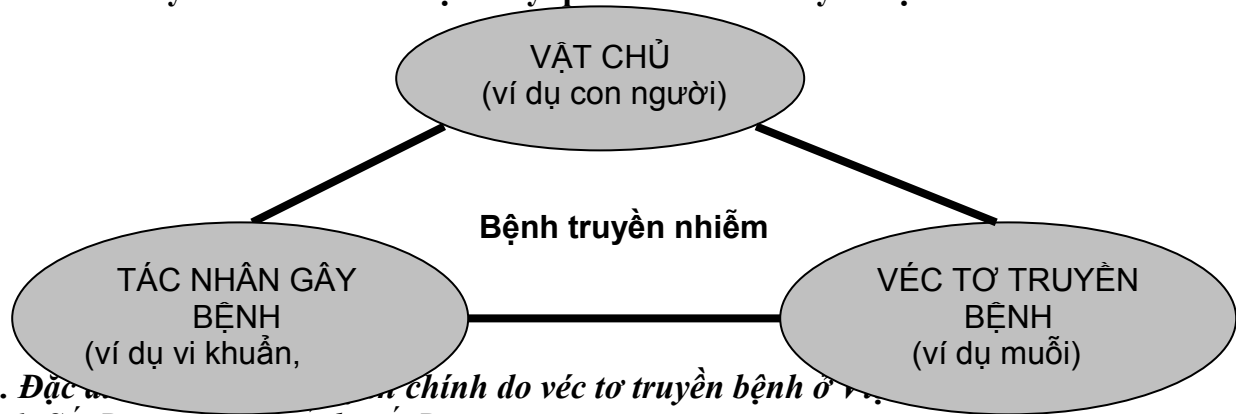 VẬT CHỦ
(ví dụ con người)
Bệnh truyền nhiễm
TÁC NHÂN GÂY
BỆNH
(ví dụ vi khuẩn,
VÉC TƠ TRUYỀN
BỆNH
(ví dụ muỗi)
. Đặc chính do véc tơ truyền bệnh ở